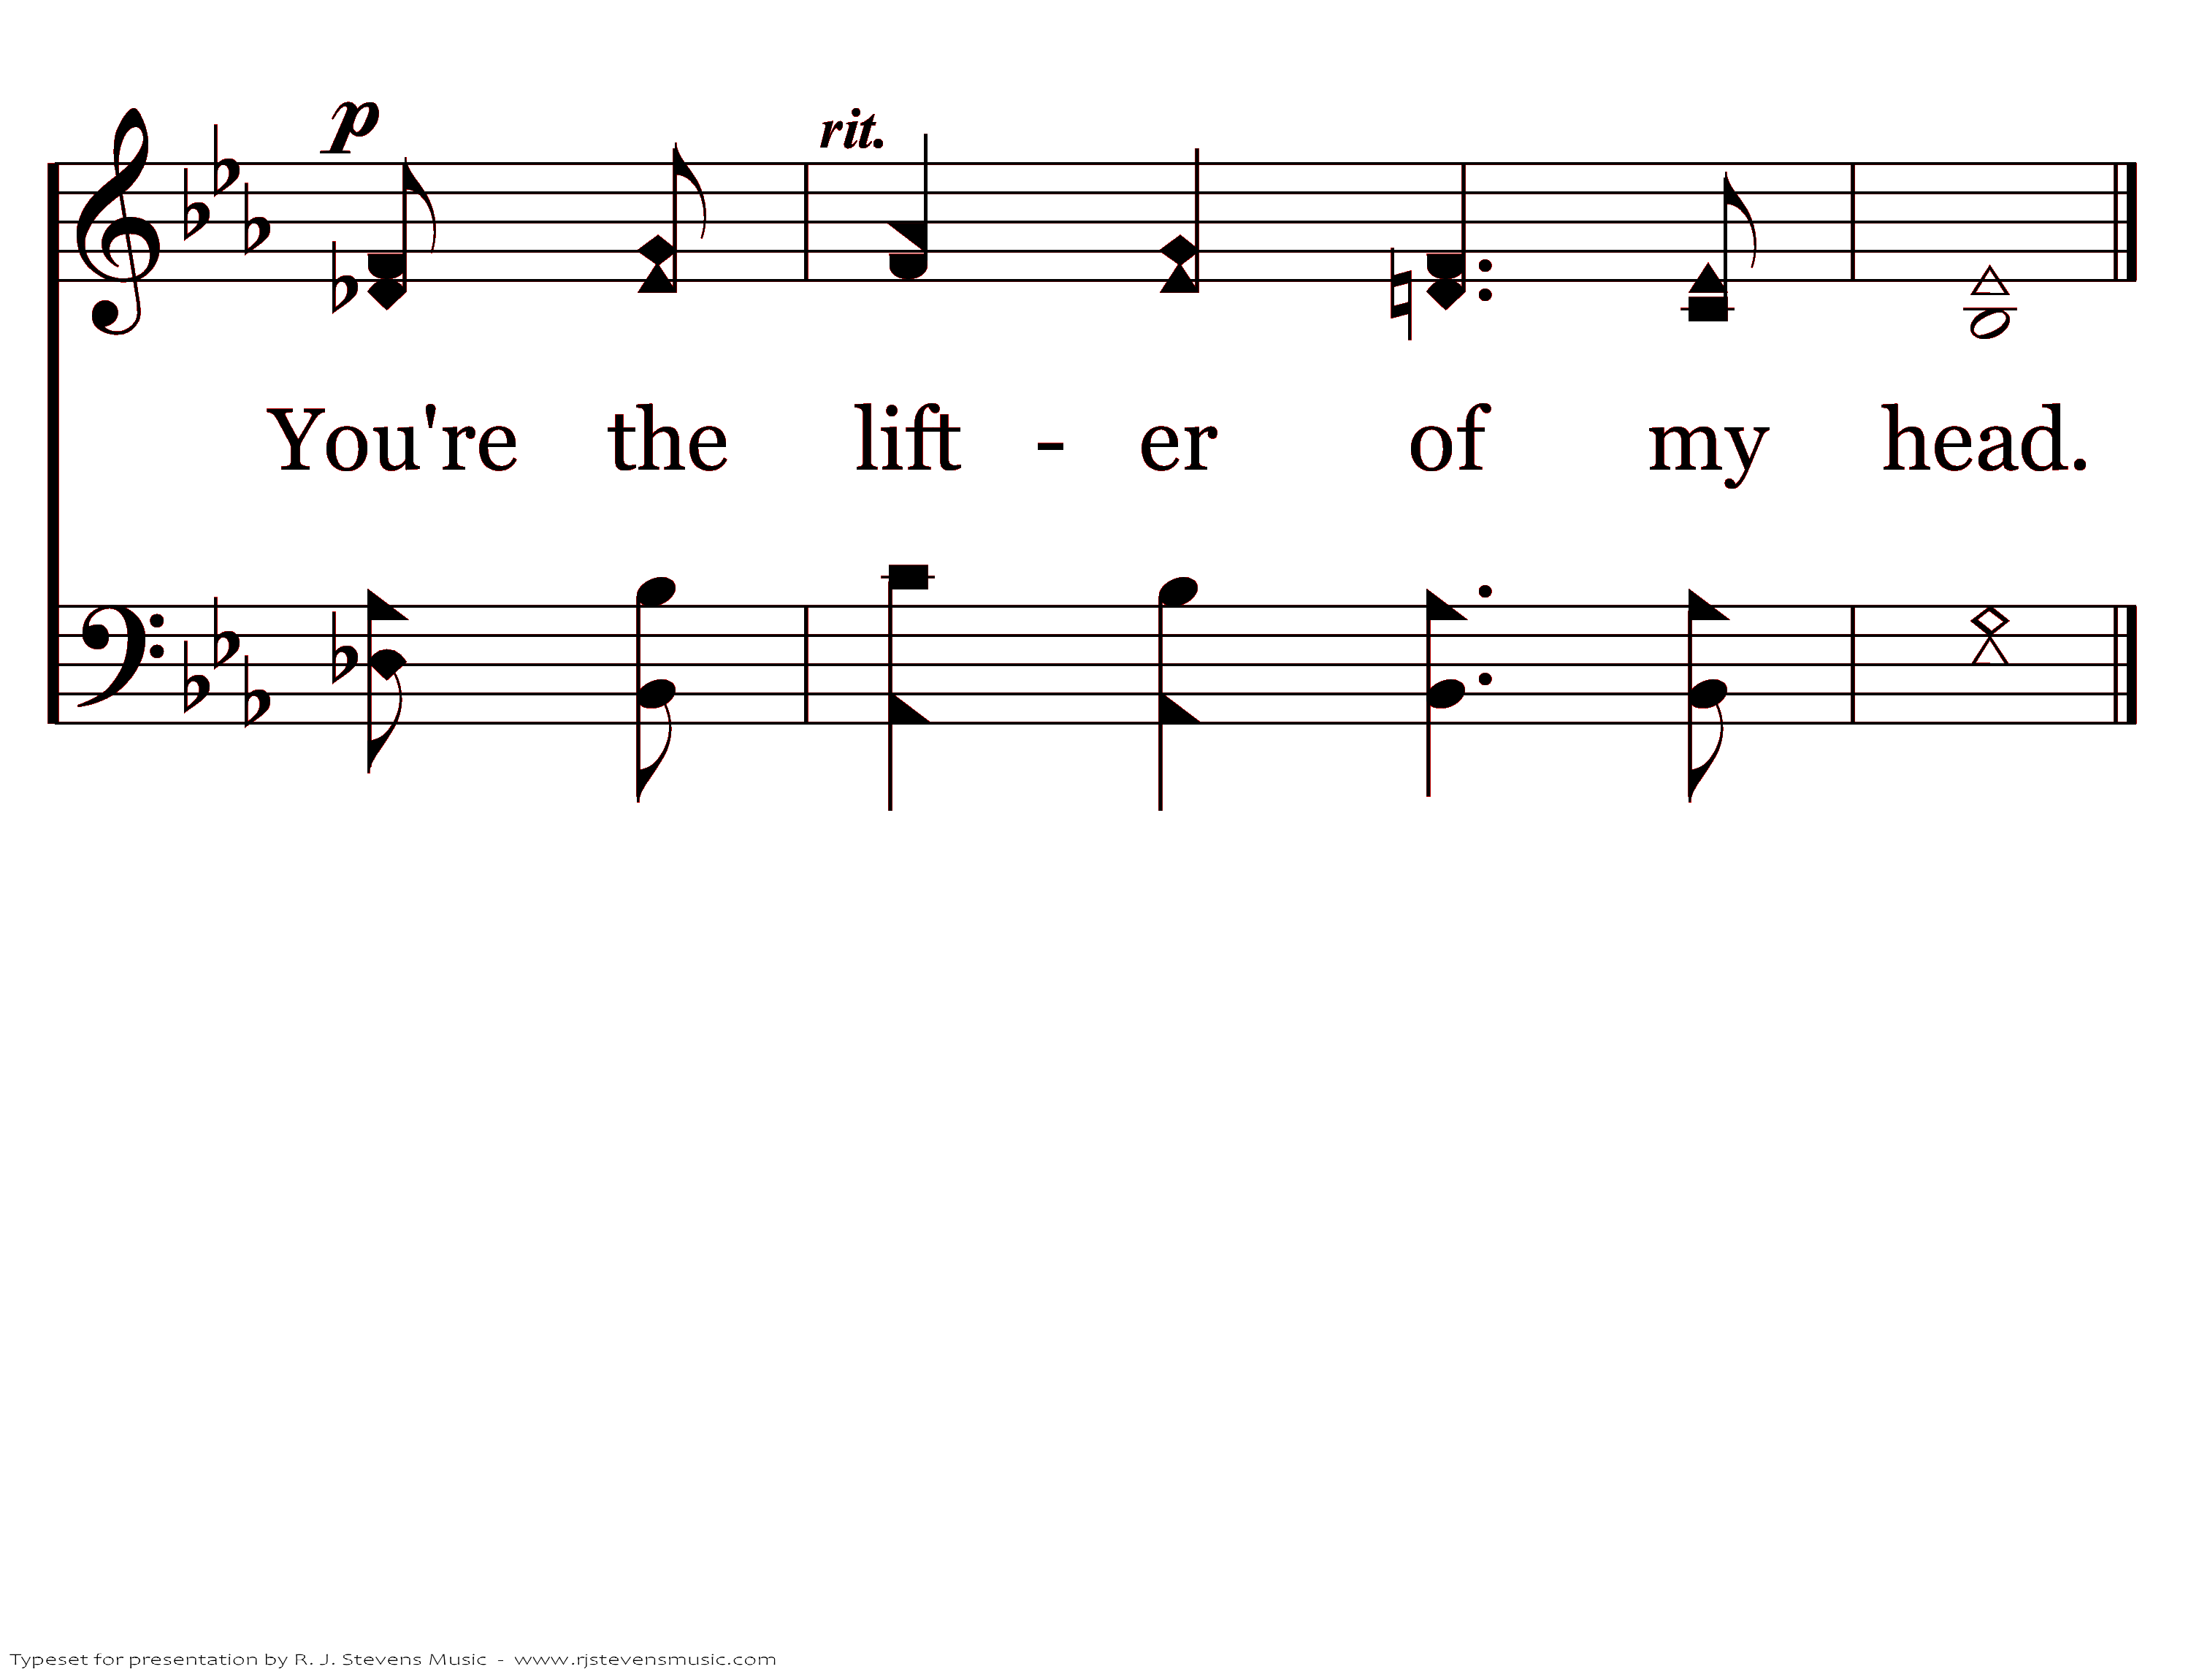 p rit.
You're the lift - er of my head.
Typeset for presentation by R. J. Stevens Music - www.rjstevensmusic.com